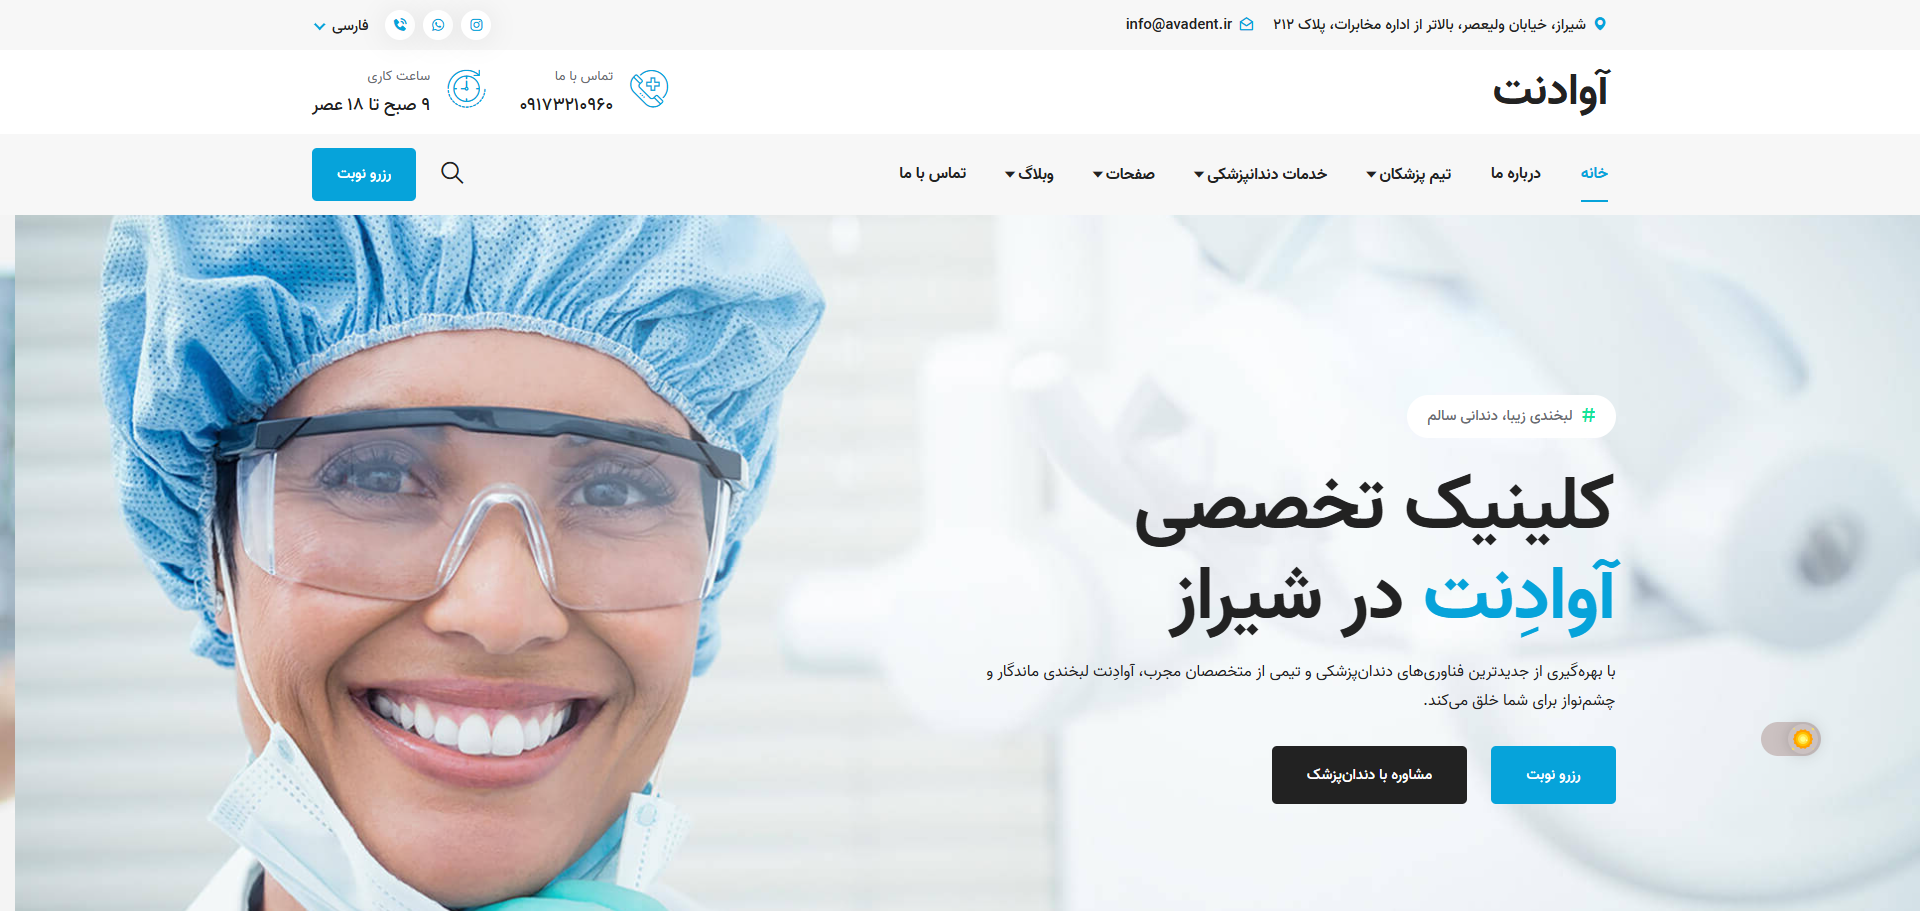 شیراز، خیابان ولیعصر، بالاتر از اداره مخابرات، پلاک ۲۱۲
info@avadent.ir
فارسی
آوادنت
تماس با ما
۰۹۱۷۳۲۱۰۹۶۰
ساعت کاری
۹ صبح تا ۱۸ عصر
خانه
درباره ما
تیم پزشکان
خدمات دندانپزشکی
صفحات
وبلاگ
تماس با ما
رزرو نوبت
# لبخندی زیبا، دندانی سالم
کلینیک تخصصی
آوادِنت در شیراز
با بهره‌گیری از جدیدترین فناوری‌های دندان‌پزشکی و تیمی از متخصصان مجرب، آوادِنت لبخندی ماندگار و
چشم‌نواز برای شما خلق می‌کند.
رزرو نوبت
مشاوره با دندان‌پزشک